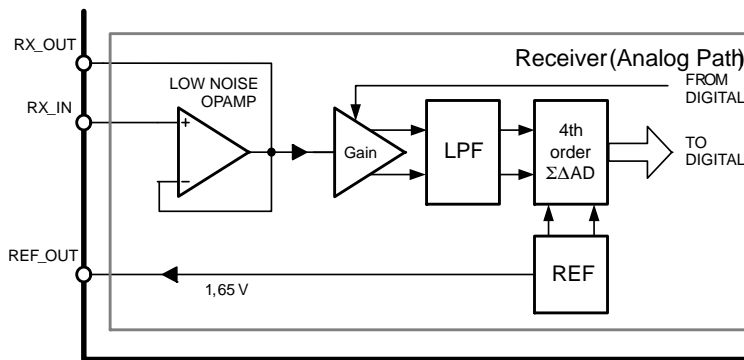 RX_OUT
Receiver (Analog Path)
LOW NOISE
OPAMP
FROM
DIGITAL
RX_IN
+
−
Gain
LPF
4th
order
ΣΔAD
TO
DIGITAL
REF_OUT
1,65 V
REF